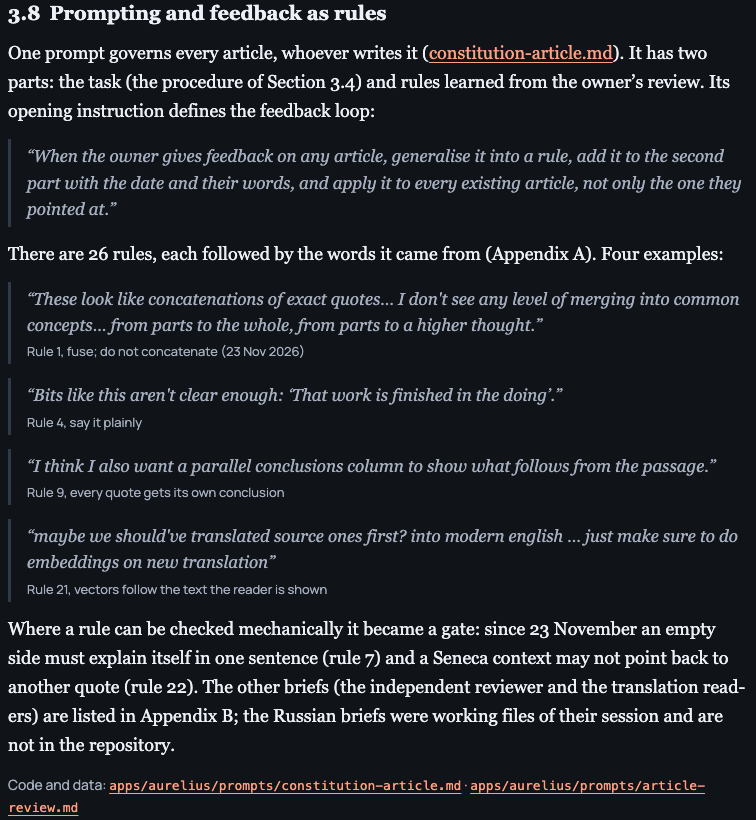 3.8 Prompting and feedback as rules
One prompt governs every article, whoever writes it (constitution-article.md). It has two
parts: the task (the procedure of Section 3.4) and rules learned from the owner’s review. Its
opening instruction defines the feedback loop:
“When the owner gives feedback on any article, generalise it into a rule, add it to the second
part with the date and their words, and apply it to every existing article, not only the one they
pointed at.”
There are 26 rules, each followed by the words it came from (Appendix A). Four examples:
“These look like concatenations of exact quotes... I don't see any level of merging into common
concepts... from parts to the whole, from parts to a higher thought.”
Rule 1, fuse; do not concatenate (23 Nov 2026)
“Bits like this aren't clear enough: ‘That work is finished in the doing’.”
Rule 4, say it plainly
“I think I also want a parallel conclusions column to show what follows from the passage.”
Rule 9, every quote gets its own conclusion
“maybe we should've translated source ones first? into modern english ... just make sure to do
embeddings on new translation”
Rule 21, vectors follow the text the reader is shown
Where a rule can be checked mechanically it became a gate: since 23 November an empty
side must explain itself in one sentence (rule 7) and a Seneca context may not point back to
another quote (rule 22). The other briefs (the independent reviewer and the translation read-
ers) are listed in Appendix B; the Russian briefs were working files of their session and are
not in the repository.
Code and data: apps/aurelius/prompts/constitution-article.md · apps/aurelius/prompts/article-
review.md